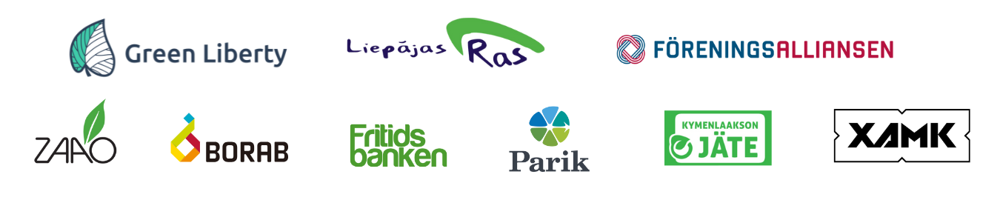 Green Liberty
Liepājas Ras
FÖRENINGSALLIANSEN
ZAAO
BORAB
Fritids
banken
Parik
KYMENLAAKSON
JÄTE
XAMK